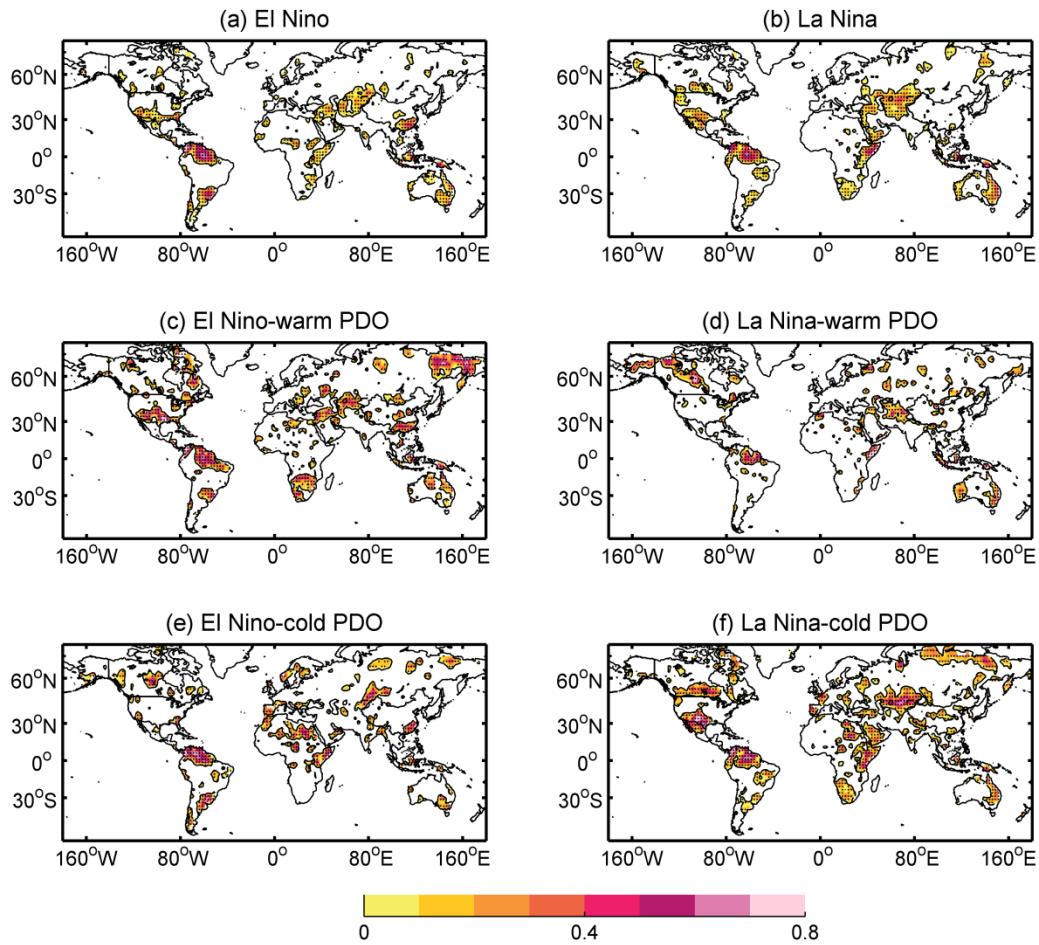 (a) El Nino
(b) La Nina
60°N
30°N
0°
30°S
160°W 80°W 0° 80°E 160°E
60°N
30°N
0°
30°S
160°W 80°W 0° 80°E 160°E
(c) El Nino-warm PDO
(d) La Nina-warm PDO
60°N
30°N
0°
30°S
160°W 80°W 0° 80°E 160°E
60°N
30°N
0°
30°S
160°W 80°W 0° 80°E 160°E
(e) El Nino-cold PDO
(f) La Nina-cold PDO
60°N
30°N
0°
30°S
160°W 80°W 0° 80°E 160°E
60°N
30°N
0°
30°S
160°W 80°W 0° 80°E 160°E
0 0.4 0.8